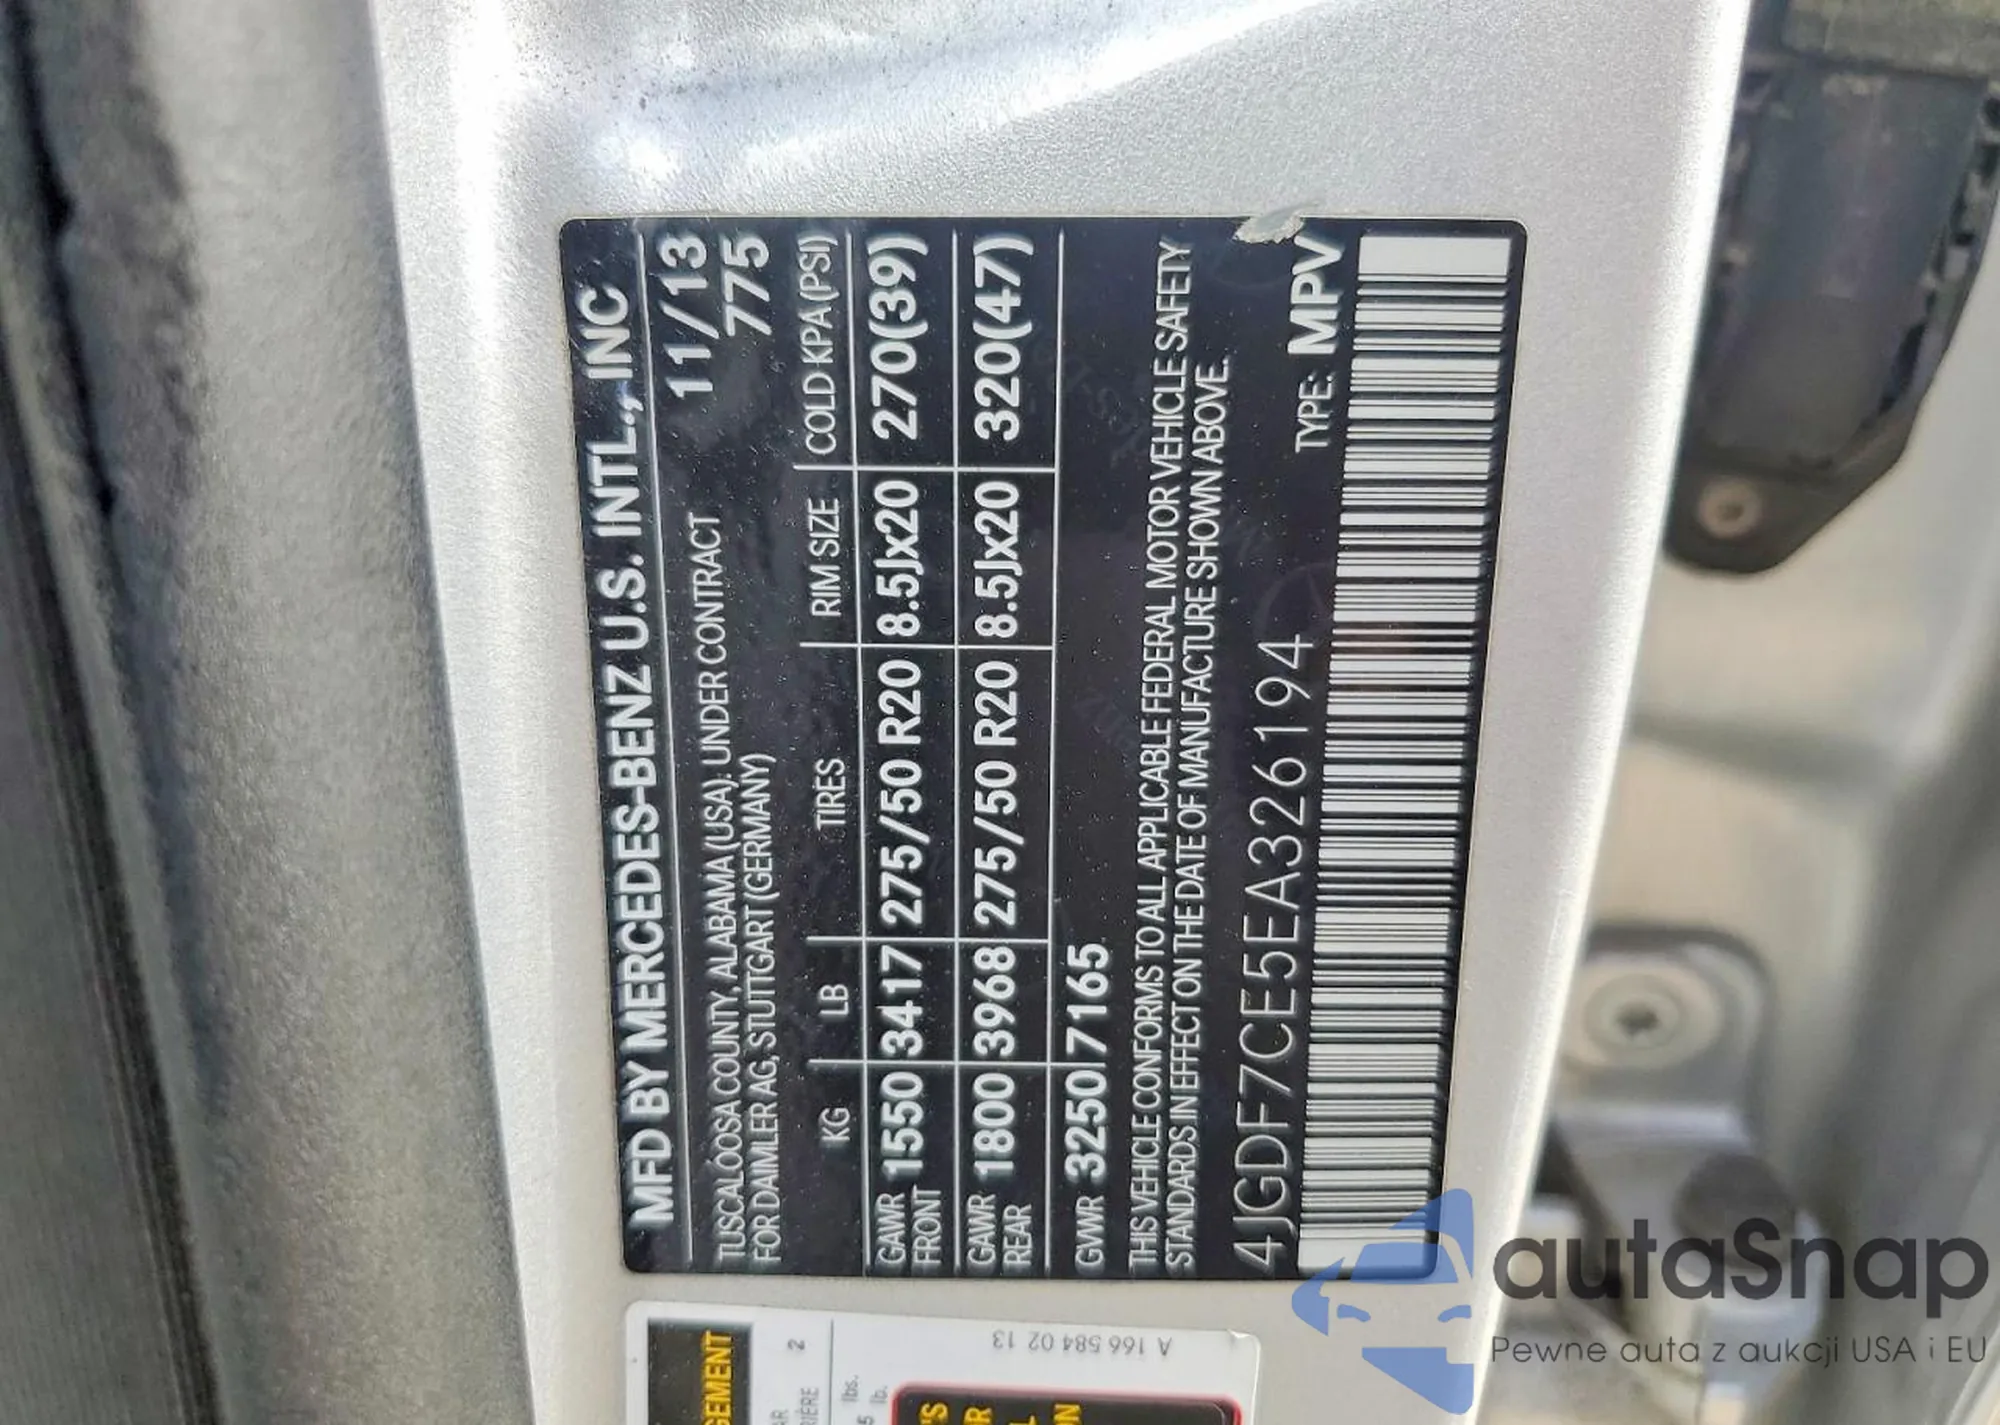 MFD BY MERCEDES-BENZ U.S. INTL., INC
11/13
TUSCALOOSA COUNTY, ALABAMA (USA). UNDER CONTRACT
775
FOR DAIMLER AG, STUTTGART (GERMANY)
KG LB TIRES RIM SIZE COLD KPA (PSI)
GAWR FRONT 1550 3417 275/50 R20 8.5Jx20 270(39)
GAWR REAR 1800 3968 275/50 R20 8.5Jx20 320(47)
GVWR 3250 7165
THIS VEHICLE CONFORMS TO ALL APPLICABLE FEDERAL MOTOR VEHICLE SAFETY
STANDARDS IN EFFECT ON THE DATE OF MANUFACTURE SHOWN ABOVE.
4JGDF7CE5EA326194 TYPE: MPV
A 166 584 02 13
2
lbs.
lb.
autaSnap
Pewne auta z aukcji USA i EU